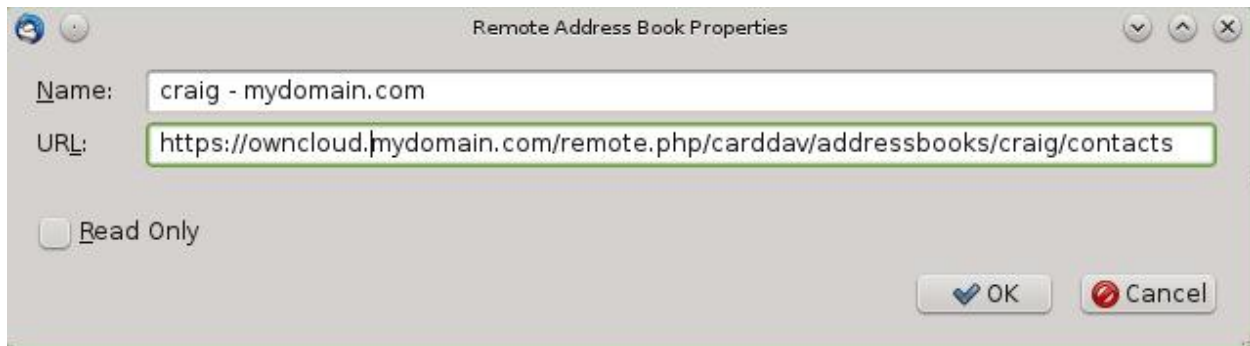 Remote Address Book Properties
Name: craig - mydomain.com
URL: https://owncloud.mydomain.com/remote.php/carddav/addressbooks/craig/contacts
Read Only
OK Cancel